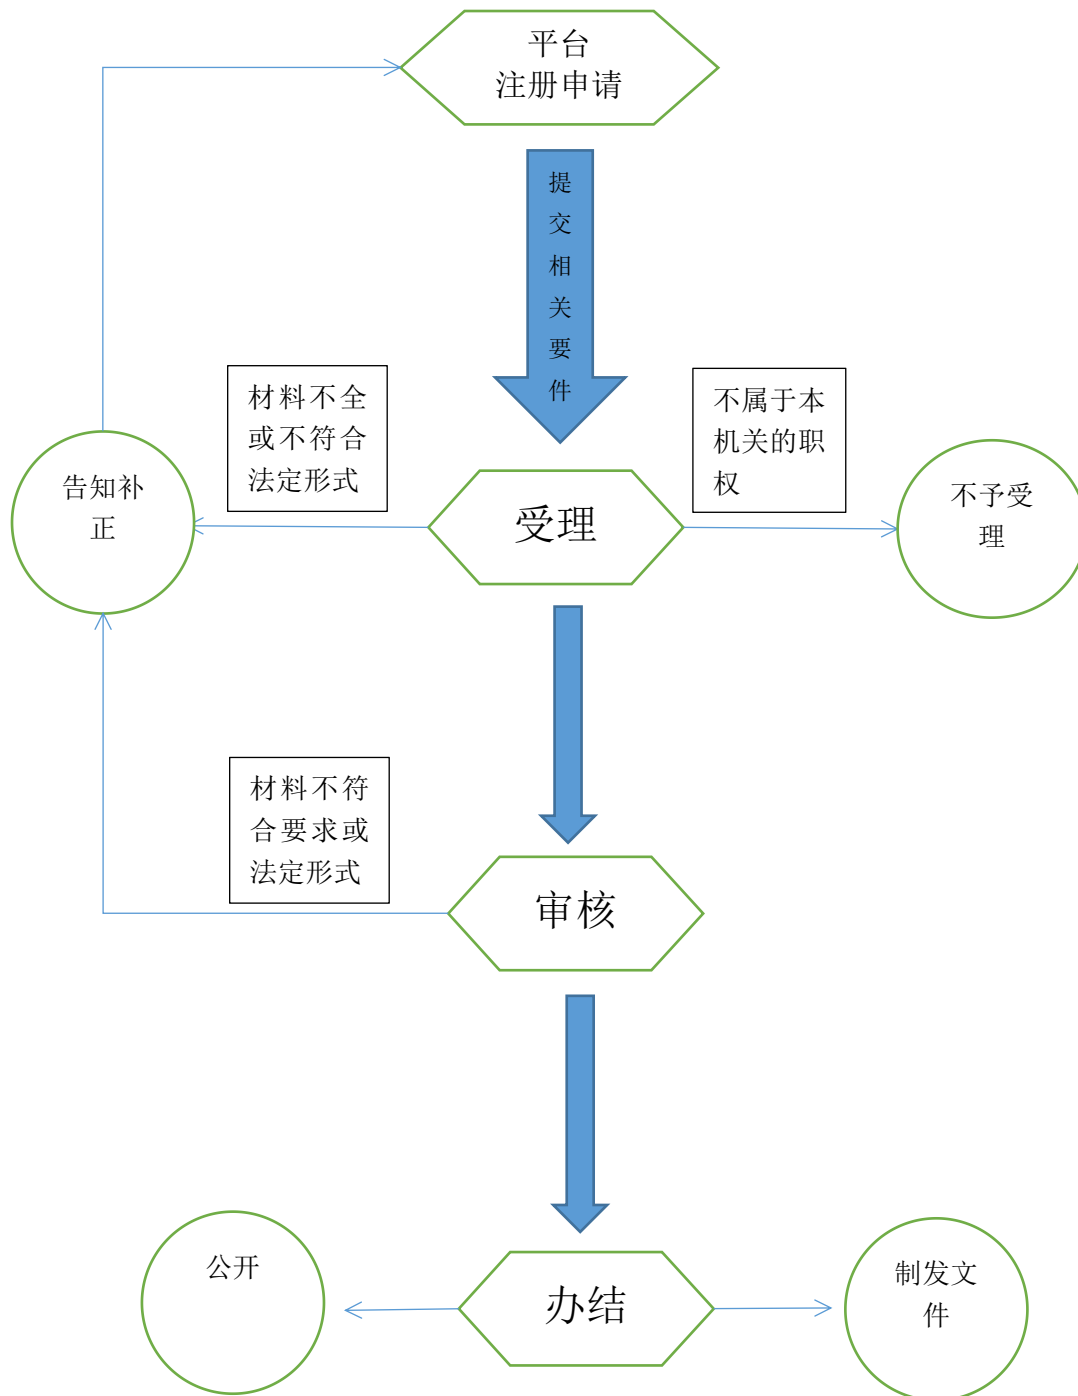 平台
注册申请
提
交
相
关
要
件
材料不全
或不符合
法定形式
不属于本
机关的职
权
告知补
正
受理
不予受
理
材料不符
合要求或
法定形式
审核
公开
办结
制发文
件